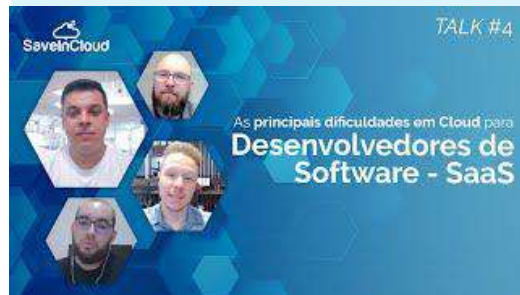 SaveinCloud
TALK #4
As principais dificuldades em Cloud para
Desenvolvedores de
Software - SaaS